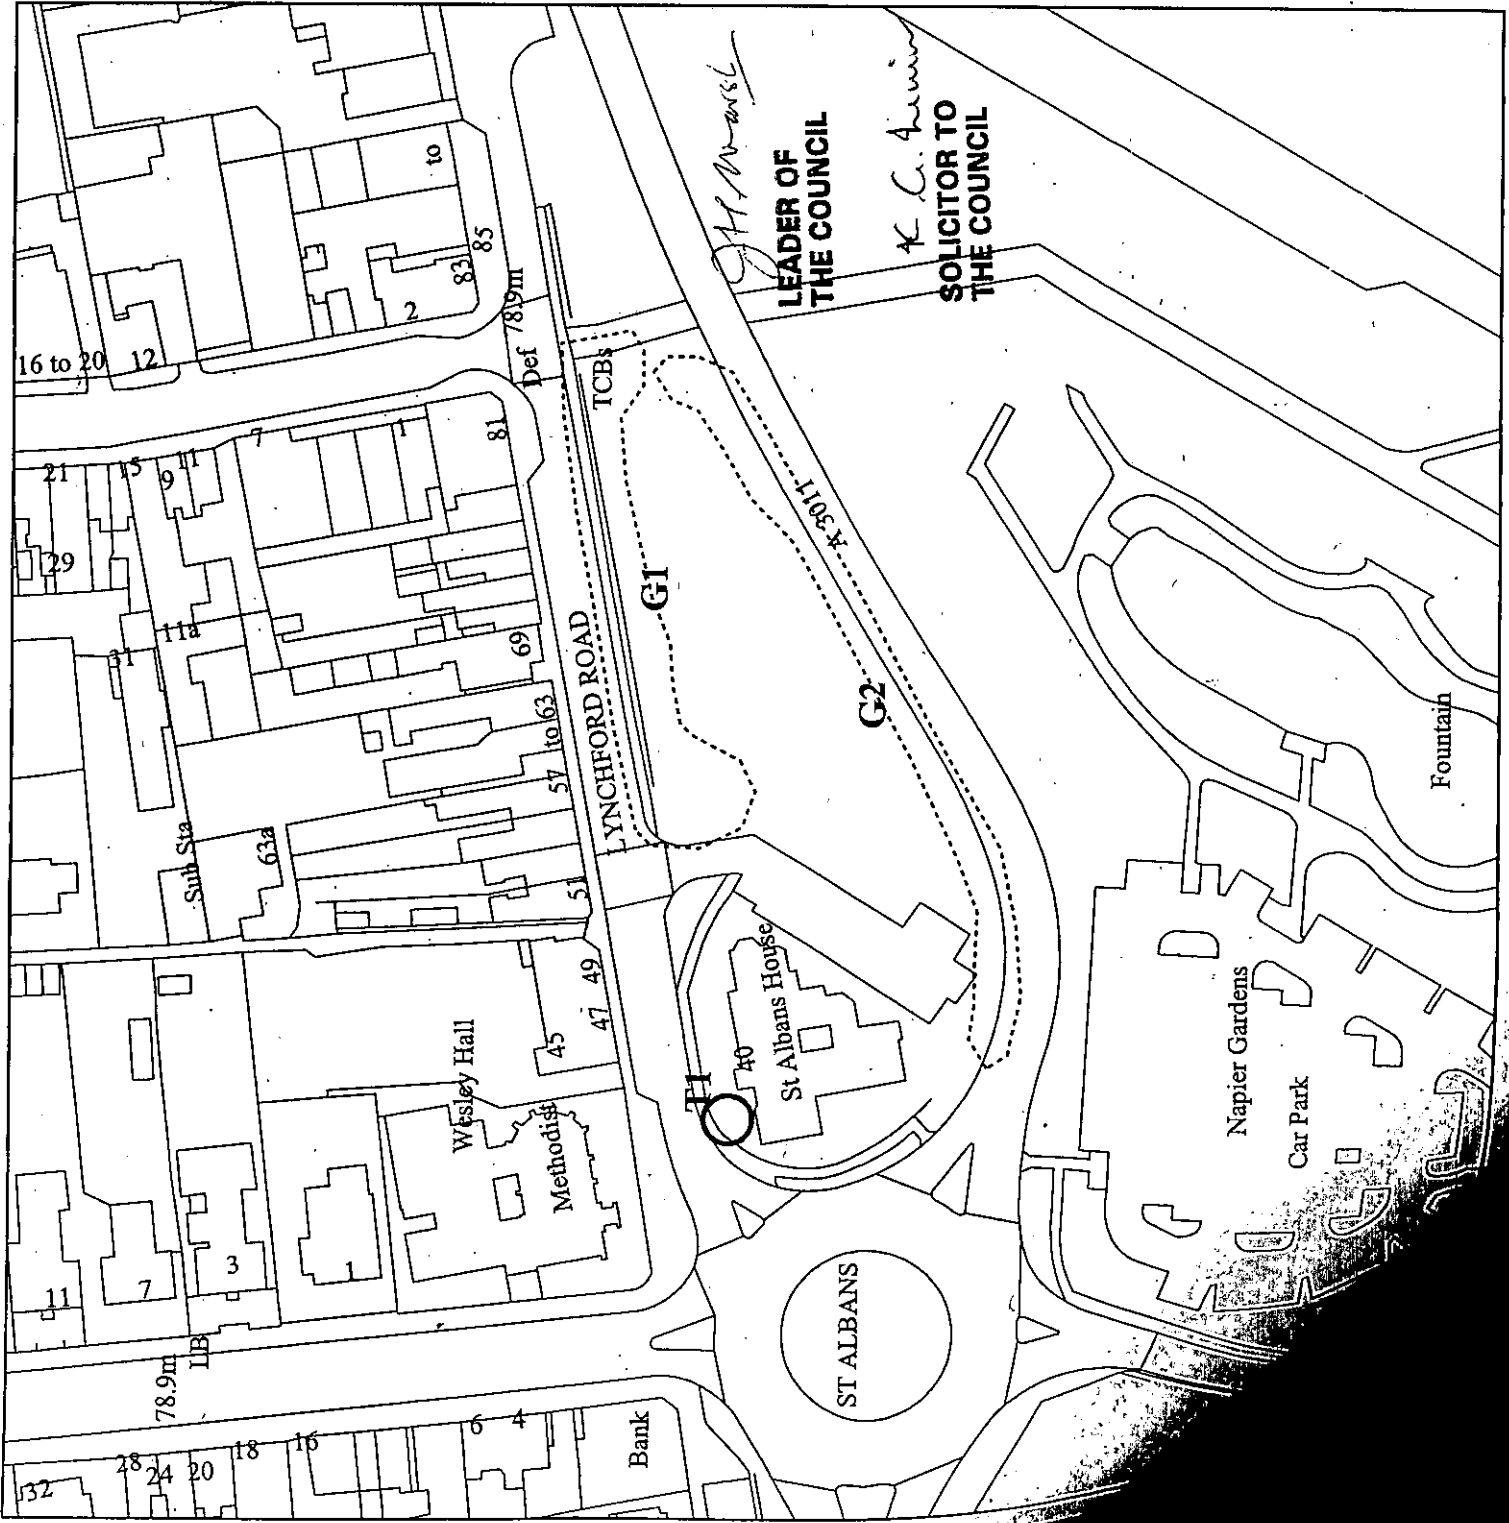 16 to 20
12
2
83
85
to
78.9m
Def
TCBs
LEADER OF
THE COUNCIL
SOLICITOR TO
THE COUNCIL
21
15
9
11
7
1
81
29
11a
31
69
to 63
57
G1
LYNCHFORD ROAD
A 3011
G2
Sub Sta
63a
51
Fountain
49
47
45
Wesley Hall
Methodist
T1
40
St Albans House
Napier Gardens
Car Park
11
7
3
1
LB
78.9m
ST ALBANS
32
28
24
20
18
16
6
4
Bank